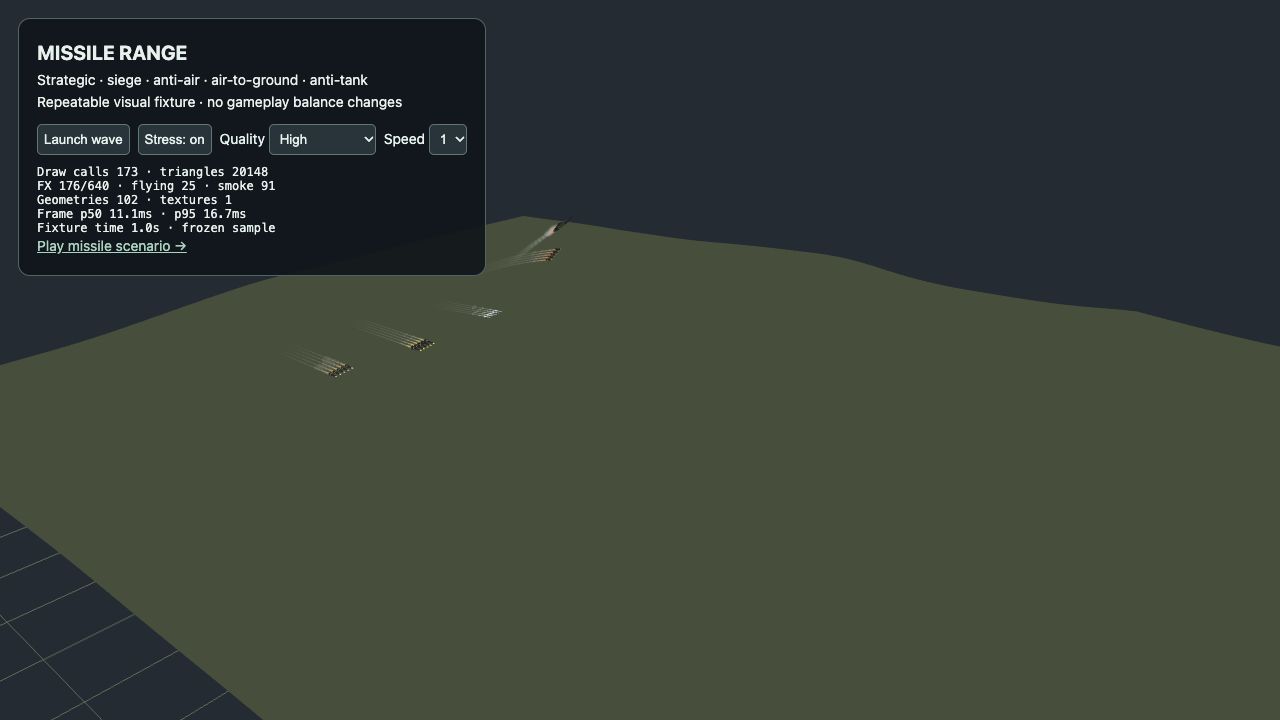 MISSILE RANGE
Strategic · siege · anti-air · air-to-ground · anti-tank
Repeatable visual fixture · no gameplay balance changes
Launch wave Stress: on Quality High Speed 1
Draw calls 173 · triangles 20148
FX 176/640 · flying 25 · smoke 91
Geometries 102 · textures 1
Frame p50 11.1ms · p95 16.7ms
Fixture time 1.0s · frozen sample
Play missile scenario →